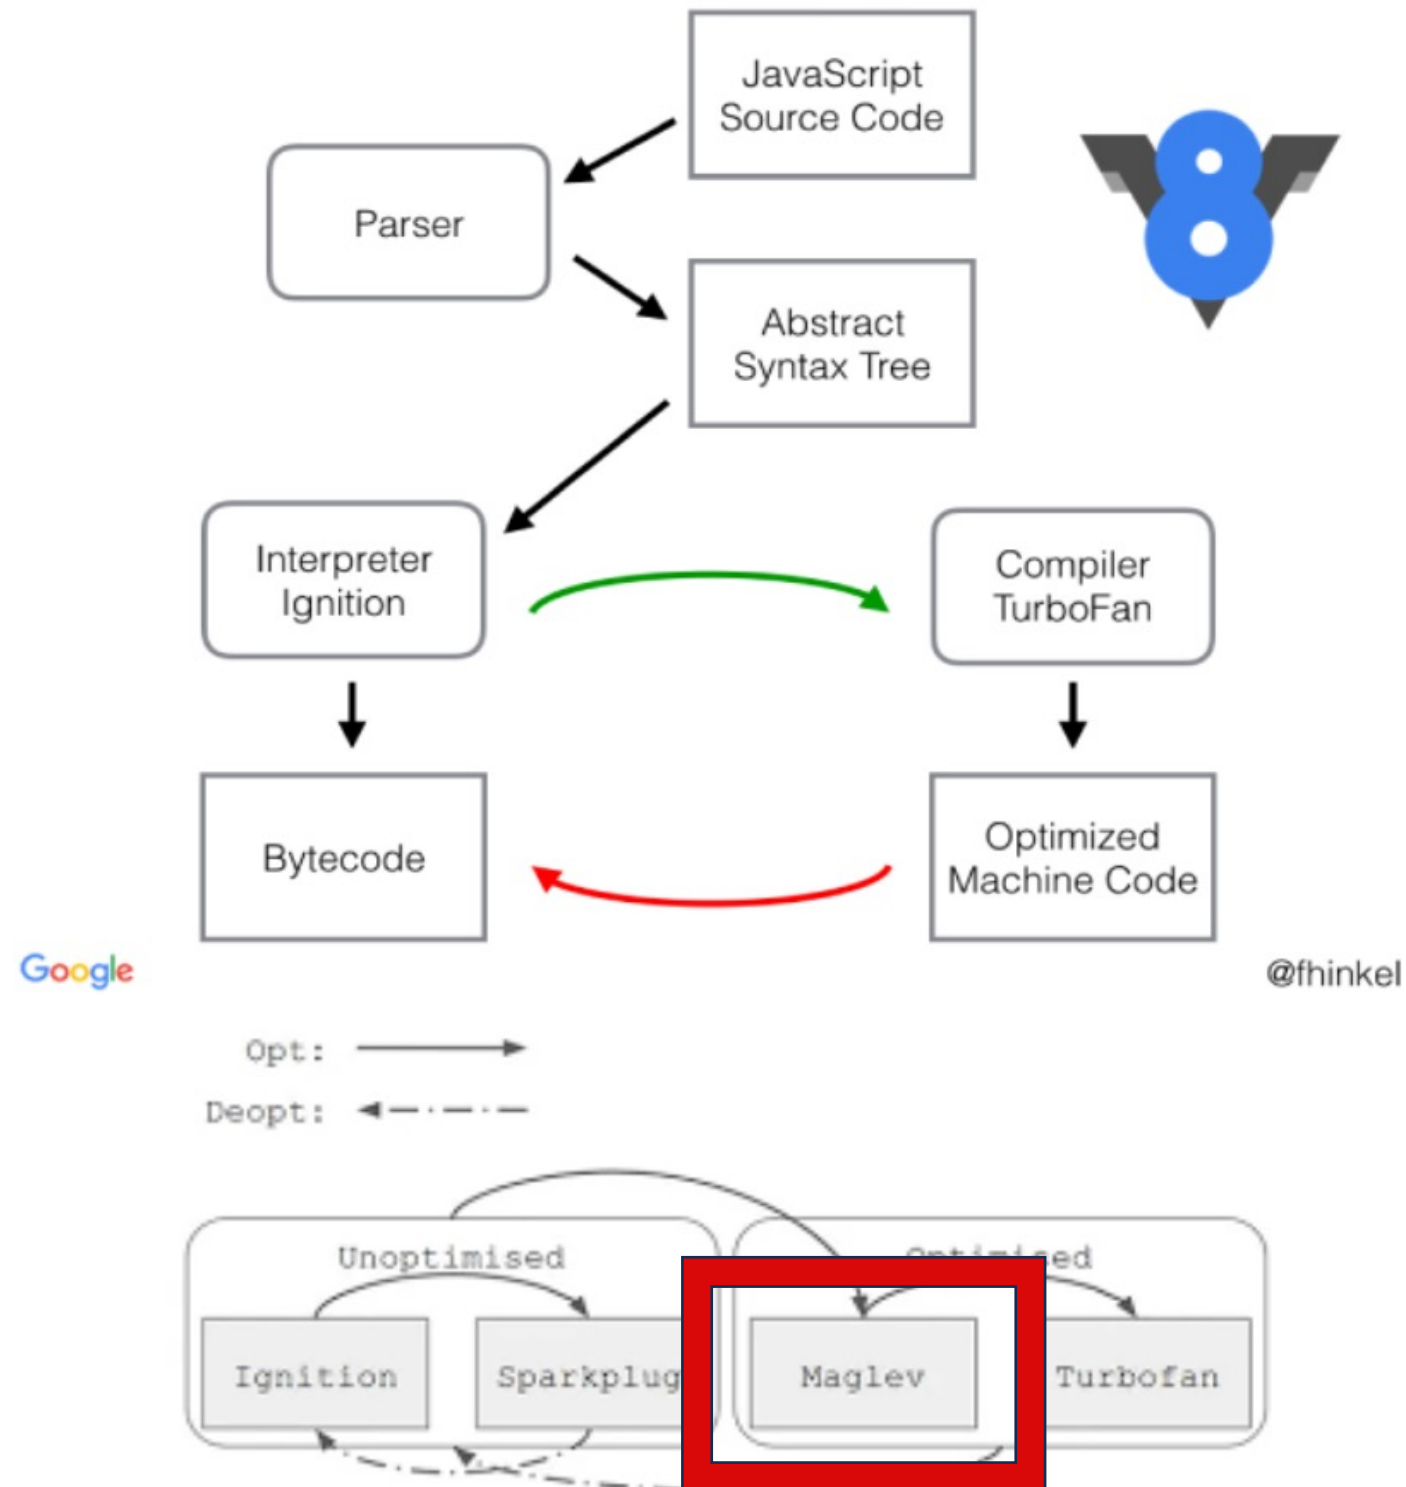 JavaScript
Source Code
Parser
Abstract
Syntax Tree
Interpreter
Ignition
Compiler
TurboFan
Bytecode
Optimized
Machine Code
Google
@fhinkel
Opt:
Deopt:
Unoptimised
Optimised
Ignition
Sparkplug
Maglev
Turbofan